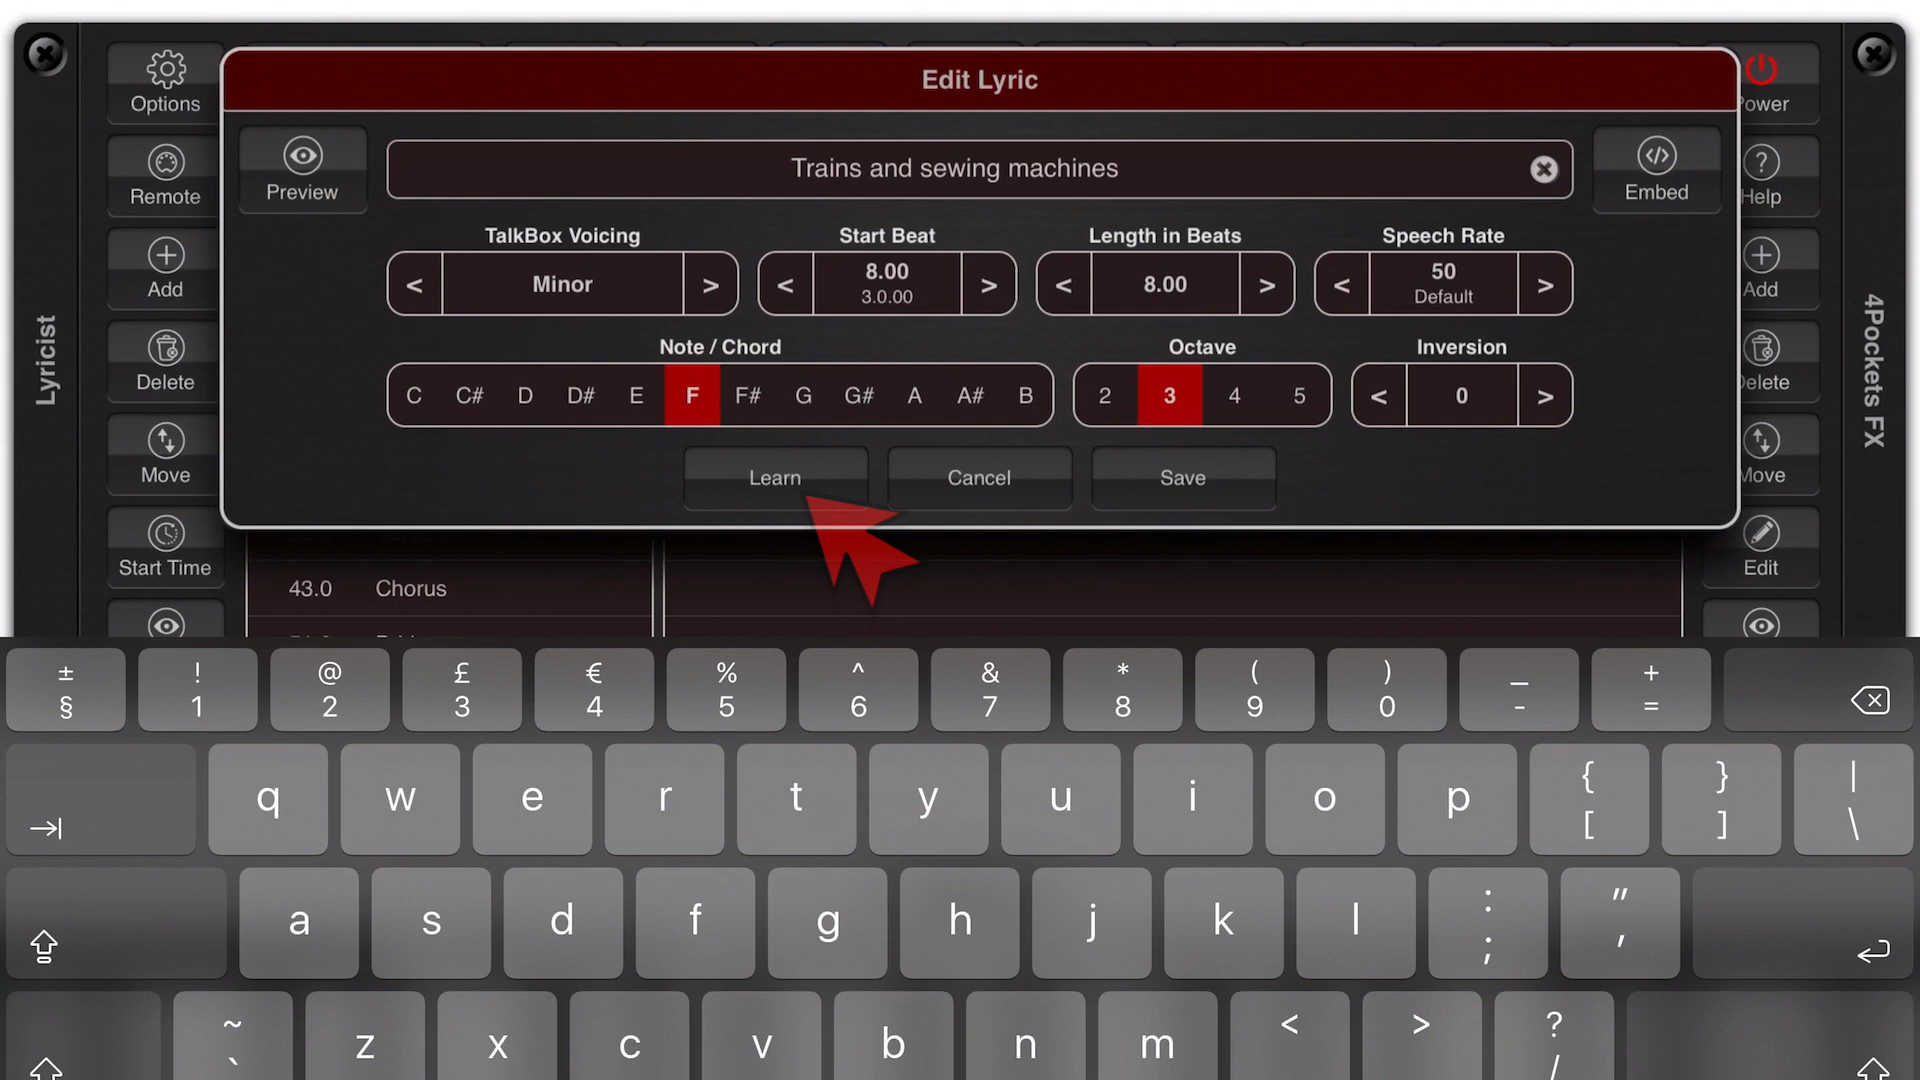 Edit Lyric
Options
Power
Preview
Trains and sewing machines
Embed
Remote
Help
TalkBox Voicing
Start Beat
Length in Beats
Speech Rate
<
Minor
>
<
8.00
3.0.00
>
<
8.00
>
<
50
Default
>
Add
Add
Lyricist
4Pockets FX
Note / Chord
Octave
Inversion
C C# D D# E F F# G G# A A# B
2 3 4 5
< 0 >
Delete
Delete
Learn
Cancel
Save
Move
Move
Start Time
Edit
43.0 Chorus
± ! @ £ € % ^ & * ( ) _ +
§ 1 2 3 4 5 6 7 8 9 0 - =
q w e r t y u i o p { } |
[ ] \
a s d f g h j k l : "
; '
~ z x c v b n m < > ?
` /